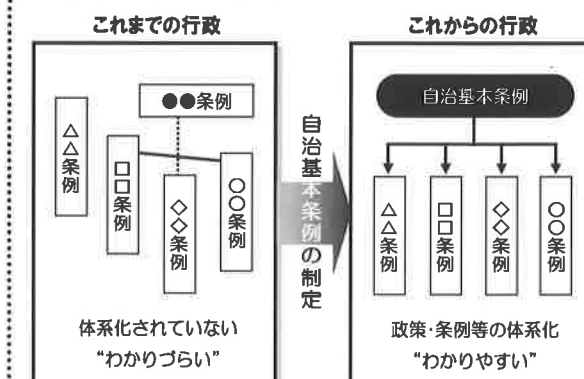 これまでの行政
●●条例
△△条例
□□条例
◇◇条例
○○条例
体系化されていない
“わかりづらい”
自治基本条例の制定
これからの行政
自治基本条例
△△条例
□□条例
◇◇条例
○○条例
政策・条例等の体系化
“わかりやすい”